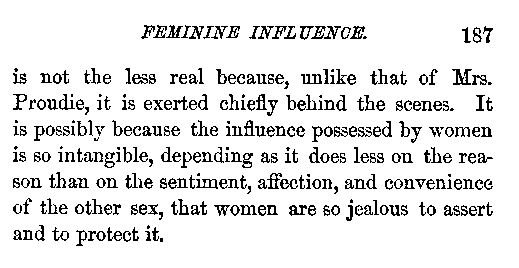 FEMININE INFLUENCE. 187
is not the less real because, unlike that of Mrs.
Proudie, it is exerted chiefly behind the scenes. It
is possibly because the influence possessed by women
is so intangible, depending as it does less on the rea-
son than on the sentiment, affection, and convenience
of the other sex, that women are so jealous to assert
and to protect it.